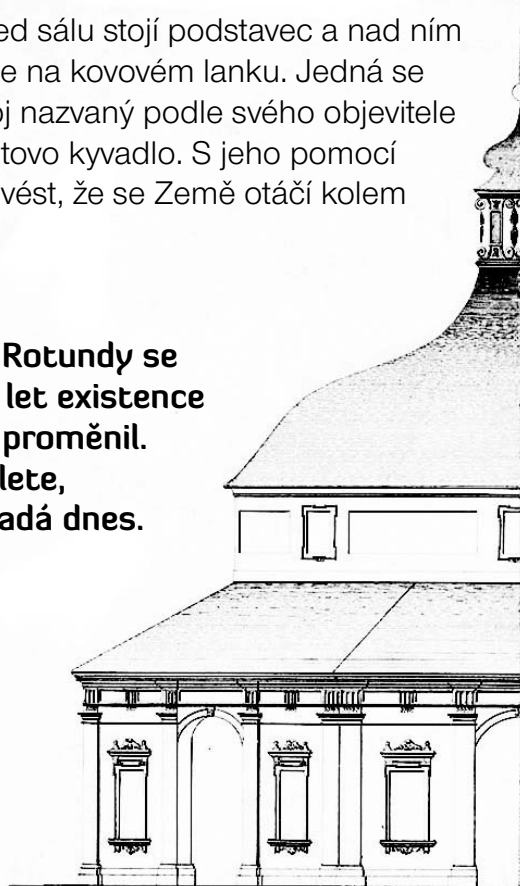 ed sálu stojí podstavec a nad ním
e na kovovém lanku. Jedná se
oj nazvaný podle svého objevitele
tovo kyvadlo. S jeho pomocí
vést, že se Země otáčí kolem
Rotundy se
let existence
proměnil.
lete,
adá dnes.